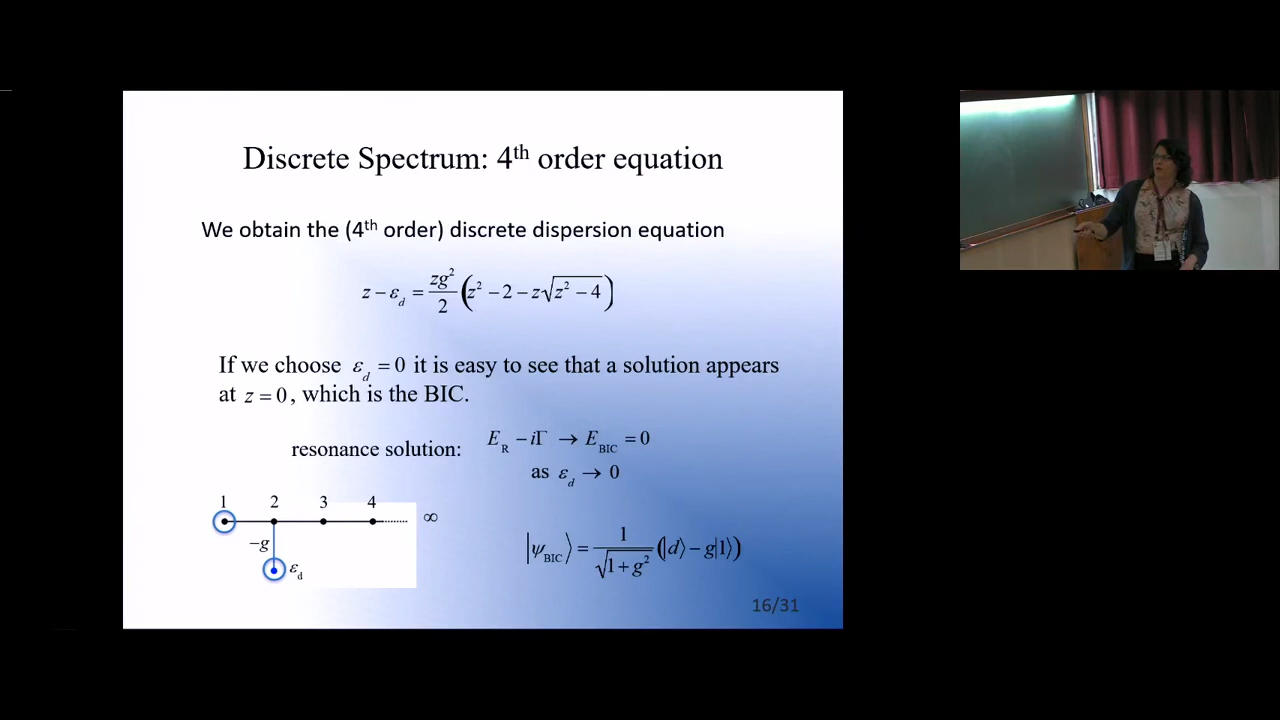 Discrete Spectrum: 4th order equation
We obtain the (4th order) discrete dispersion equation
z − ε_d = zg²/2 (z² − 2 − z√(z² − 4))
If we choose ε_d = 0 it is easy to see that a solution appears
at z = 0, which is the BIC.
resonance solution: E_R − iΓ → E_BIC = 0
as ε_d → 0
1 2 3 4
∞
−g
ε_d
|ψ_BIC⟩ = 1/√(1 + g²) (|d⟩ − g|1⟩)
16/31